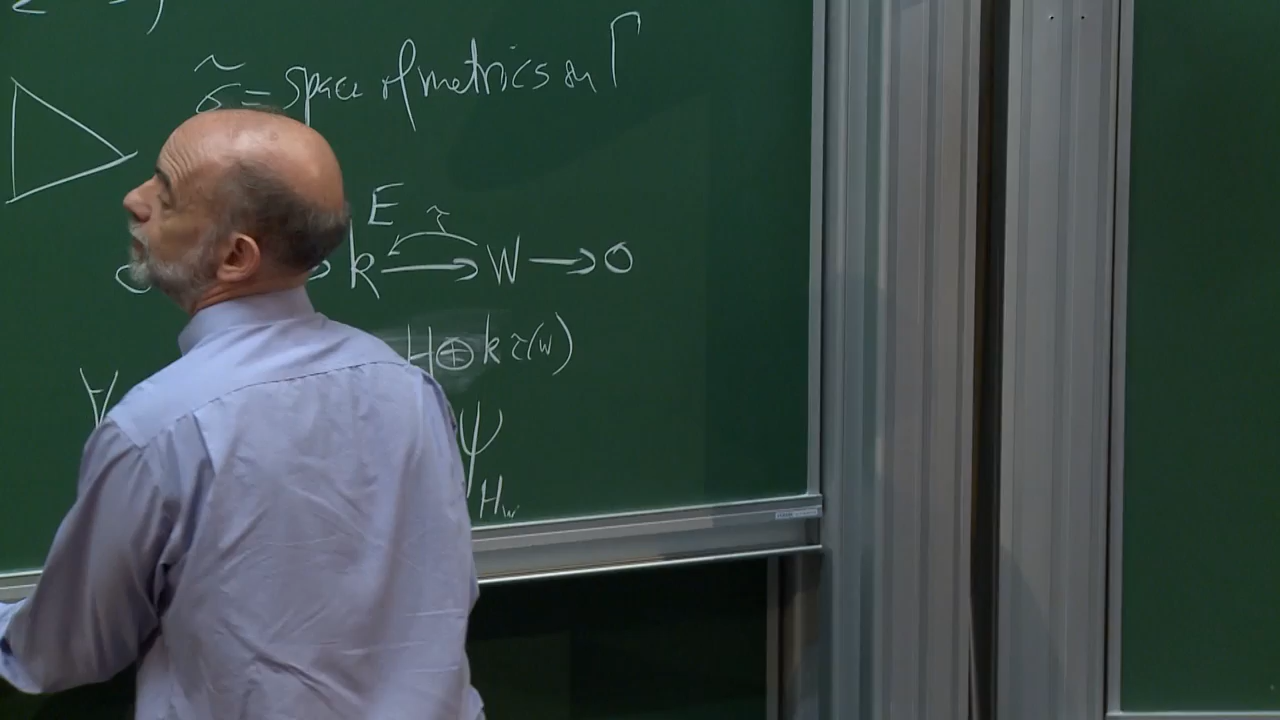 σ̃ = space of metrics on Γ
E τ̃
→ k → W → 0
∀ H ⊕ k τ̃(w)
ψ
H_w